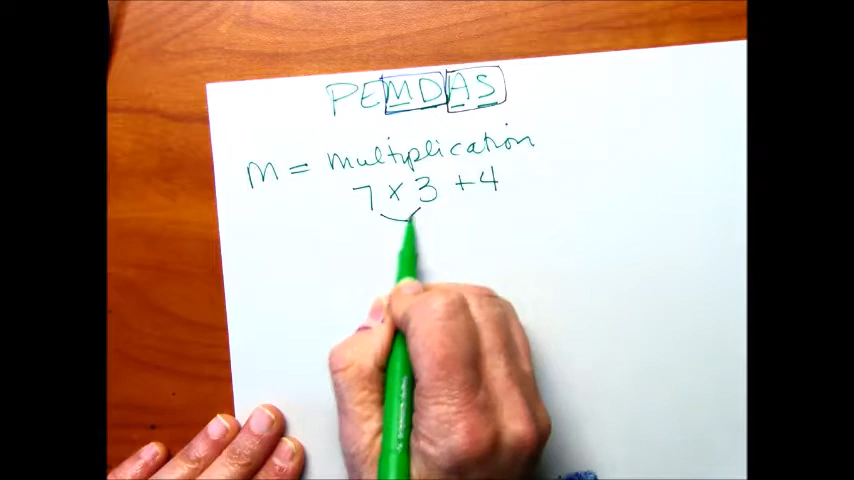 PEMDAS
M = multiplication
7 x 3 + 4